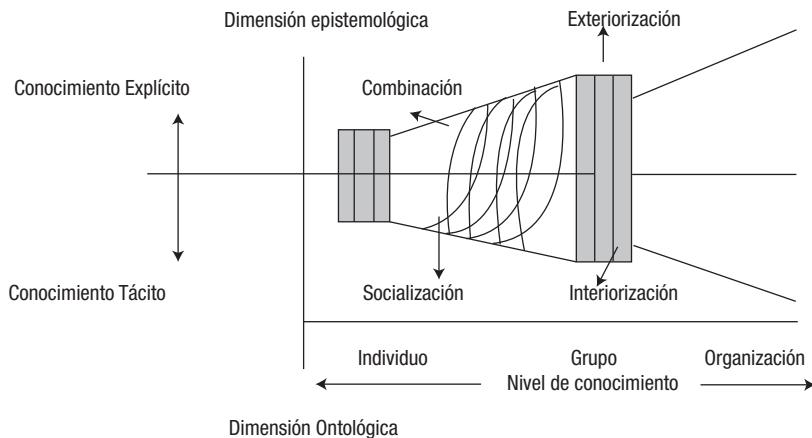 Dimensión epistemológica
Exteriorización
Conocimiento Explícito
Combinación
Conocimiento Tácito
Socialización
Interiorización
Individuo
Grupo
Organización
Nivel de conocimiento
Dimensión Ontológica